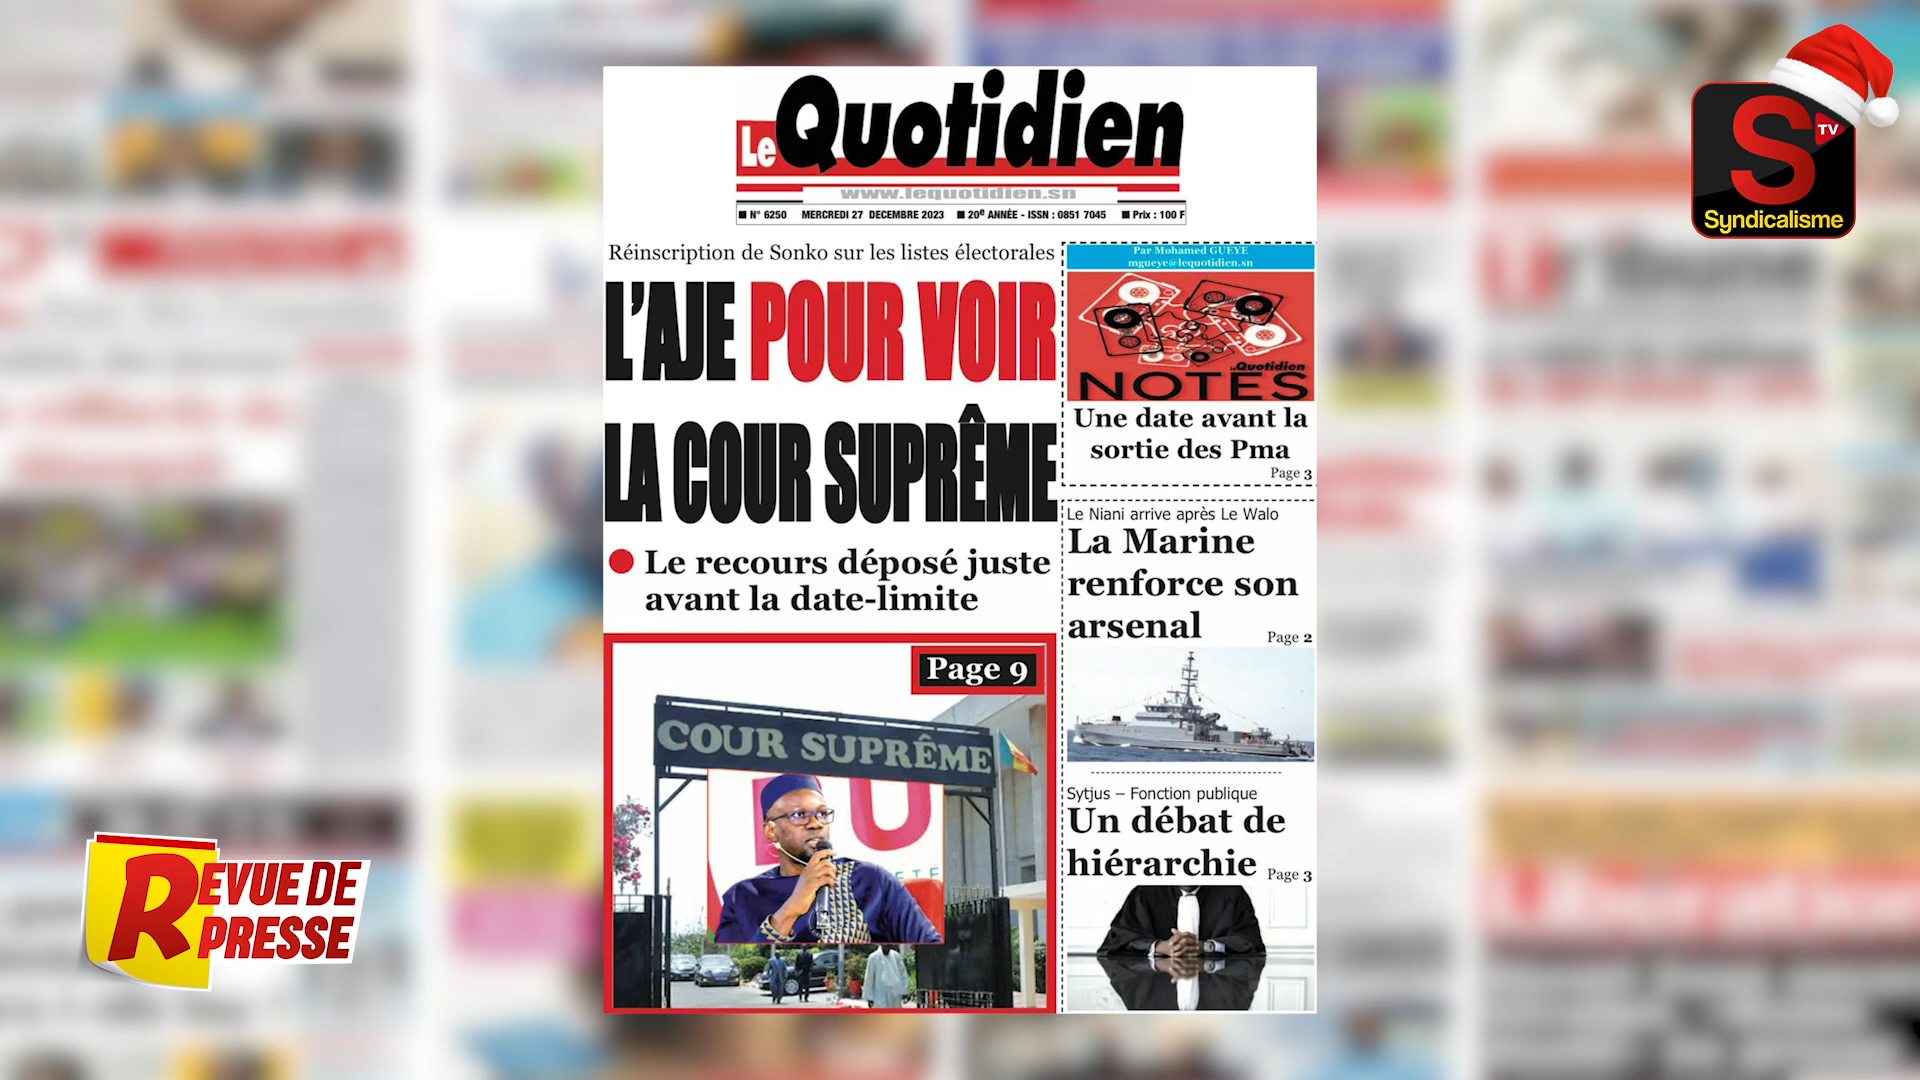 Le Quotidien
www.lequotidien.sn
N° 6250 MERCREDI 27 DECEMBRE 2023 20e ANNÉE - ISSN : 0851 7045 Prix : 100 F
Réinscription de Sonko sur les listes électorales
L'AJE POUR VOIR
LA COUR SUPRÊME
Le recours déposé juste
avant la date-limite
Page 9
COUR SUPRÊME
Par Mohamed GUEYE
mgueye@lequotidien.sn
Le Quotidien
NOTES
Une date avant la
sortie des Pma
Page 3
Le Niani arrive après Le Walo
La Marine
renforce son
arsenal
Page 2
Sytjus – Fonction publique
Un débat de
hiérarchie
Page 3
S TV
Syndicalisme
REVUE DE
PRESSE